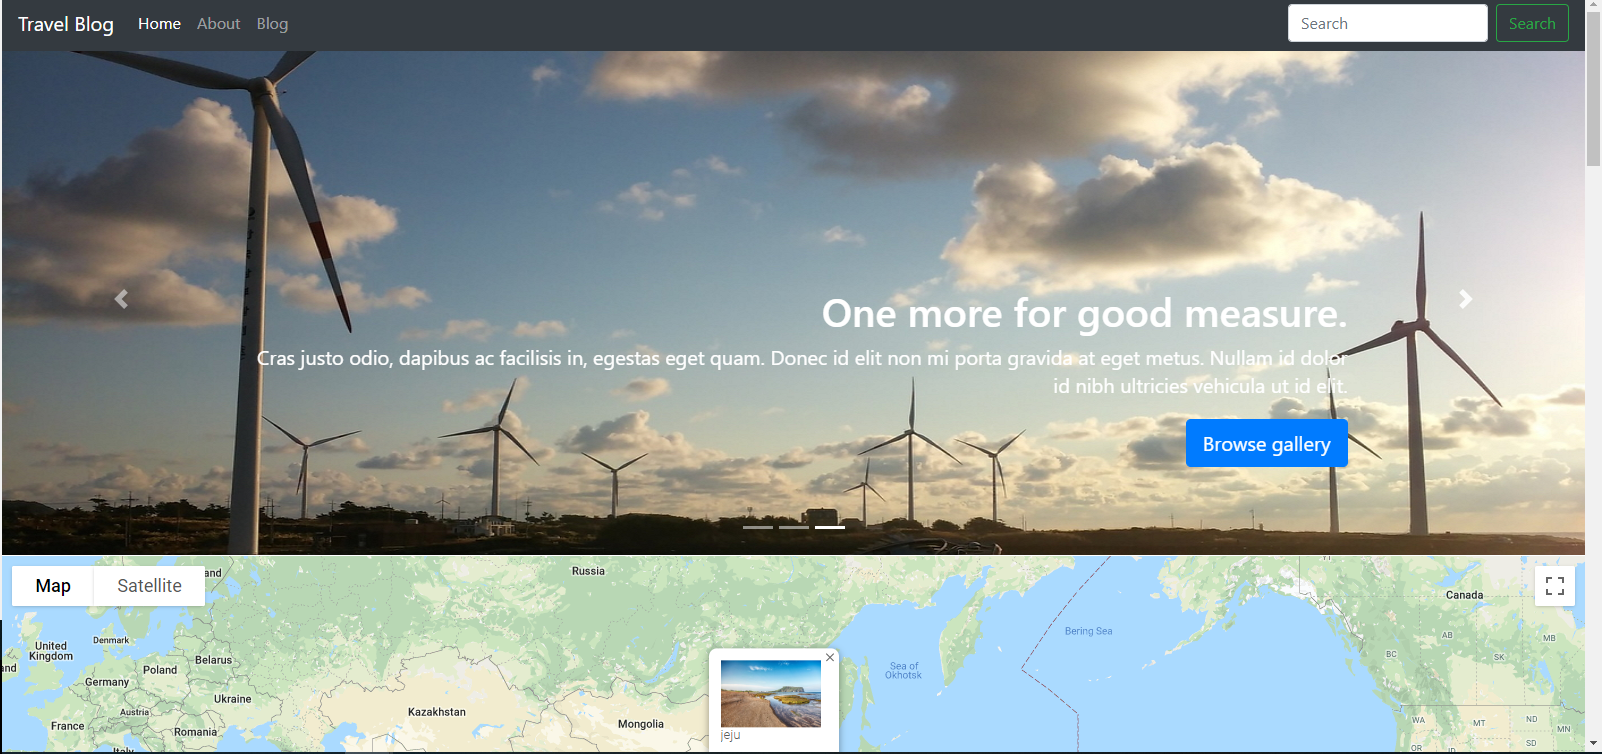 Travel Blog
Home
About
Blog
Search
Search
One more for good measure.
Cras justo odio, dapibus ac facilisis in, egestas eget quam. Donec id elit non mi porta gravida at eget metus. Nullam id dolor
id nibh ultricies vehicula ut id elit.
Browse gallery
Map
Satellite
Russia
Canada
United
Kingdom
Denmark
Bering Sea
AB
MB
Belarus
BC
SK
Poland
Sea of
Okhotsk
Germany
Ukraine
Austria
Kazakhstan
France
Romania
Mongolia
WA
MT
ND
MN
jeju
OR
ID
SD
Italy